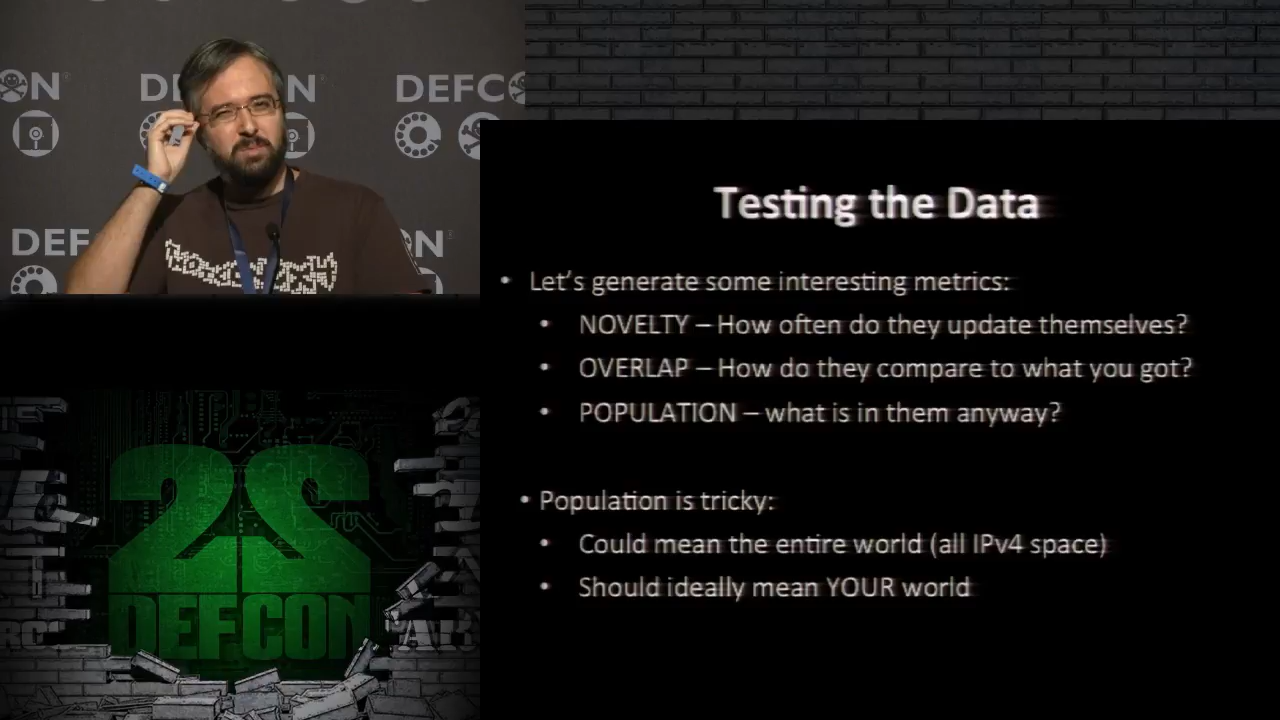 DEFCON
DEFC
DEF
N
Testing the Data
• Let's generate some interesting metrics:
• NOVELTY – How often do they update themselves?
• OVERLAP – How do they compare to what you got?
• POPULATION – what is in them anyway?
• Population is tricky:
• Could mean the entire world (all IPv4 space)
• Should ideally mean YOUR world
22
DEFCON